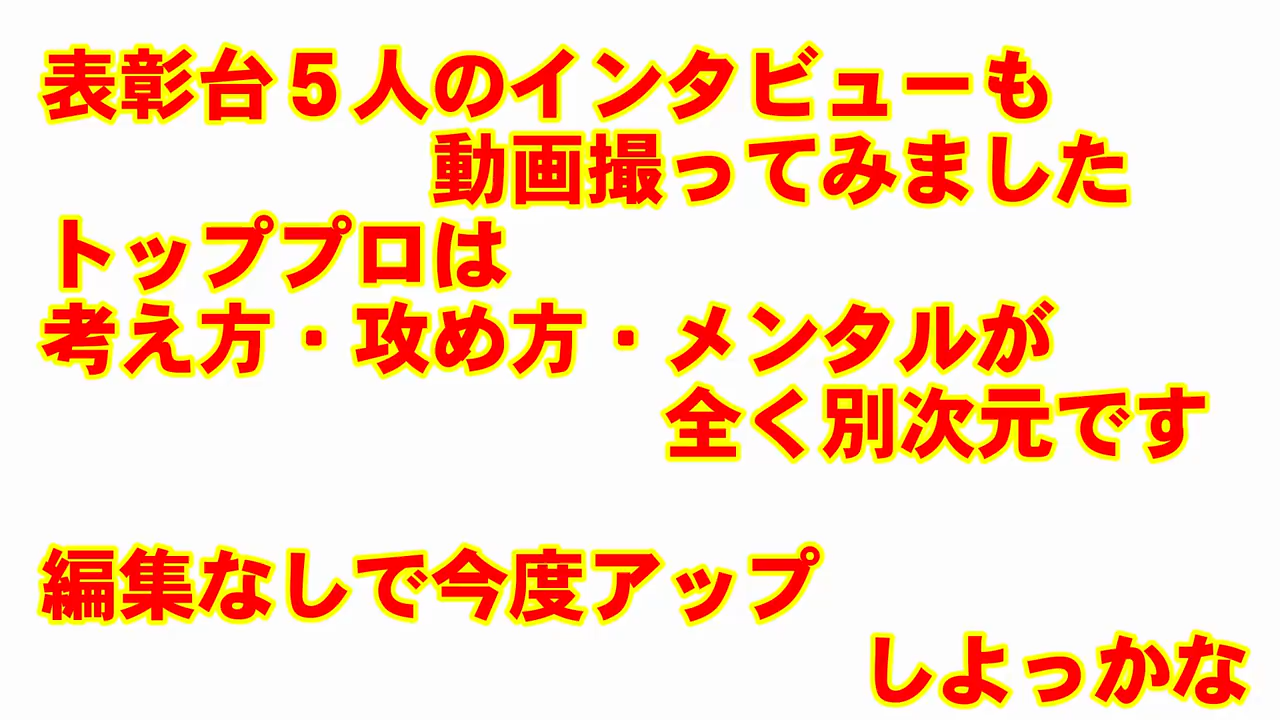 表彰台５人のインタビューも
動画撮ってみました
トッププロは
考え方・攻め方・メンタルが
全く別次元です
編集なしで今度アップ
しよっかな